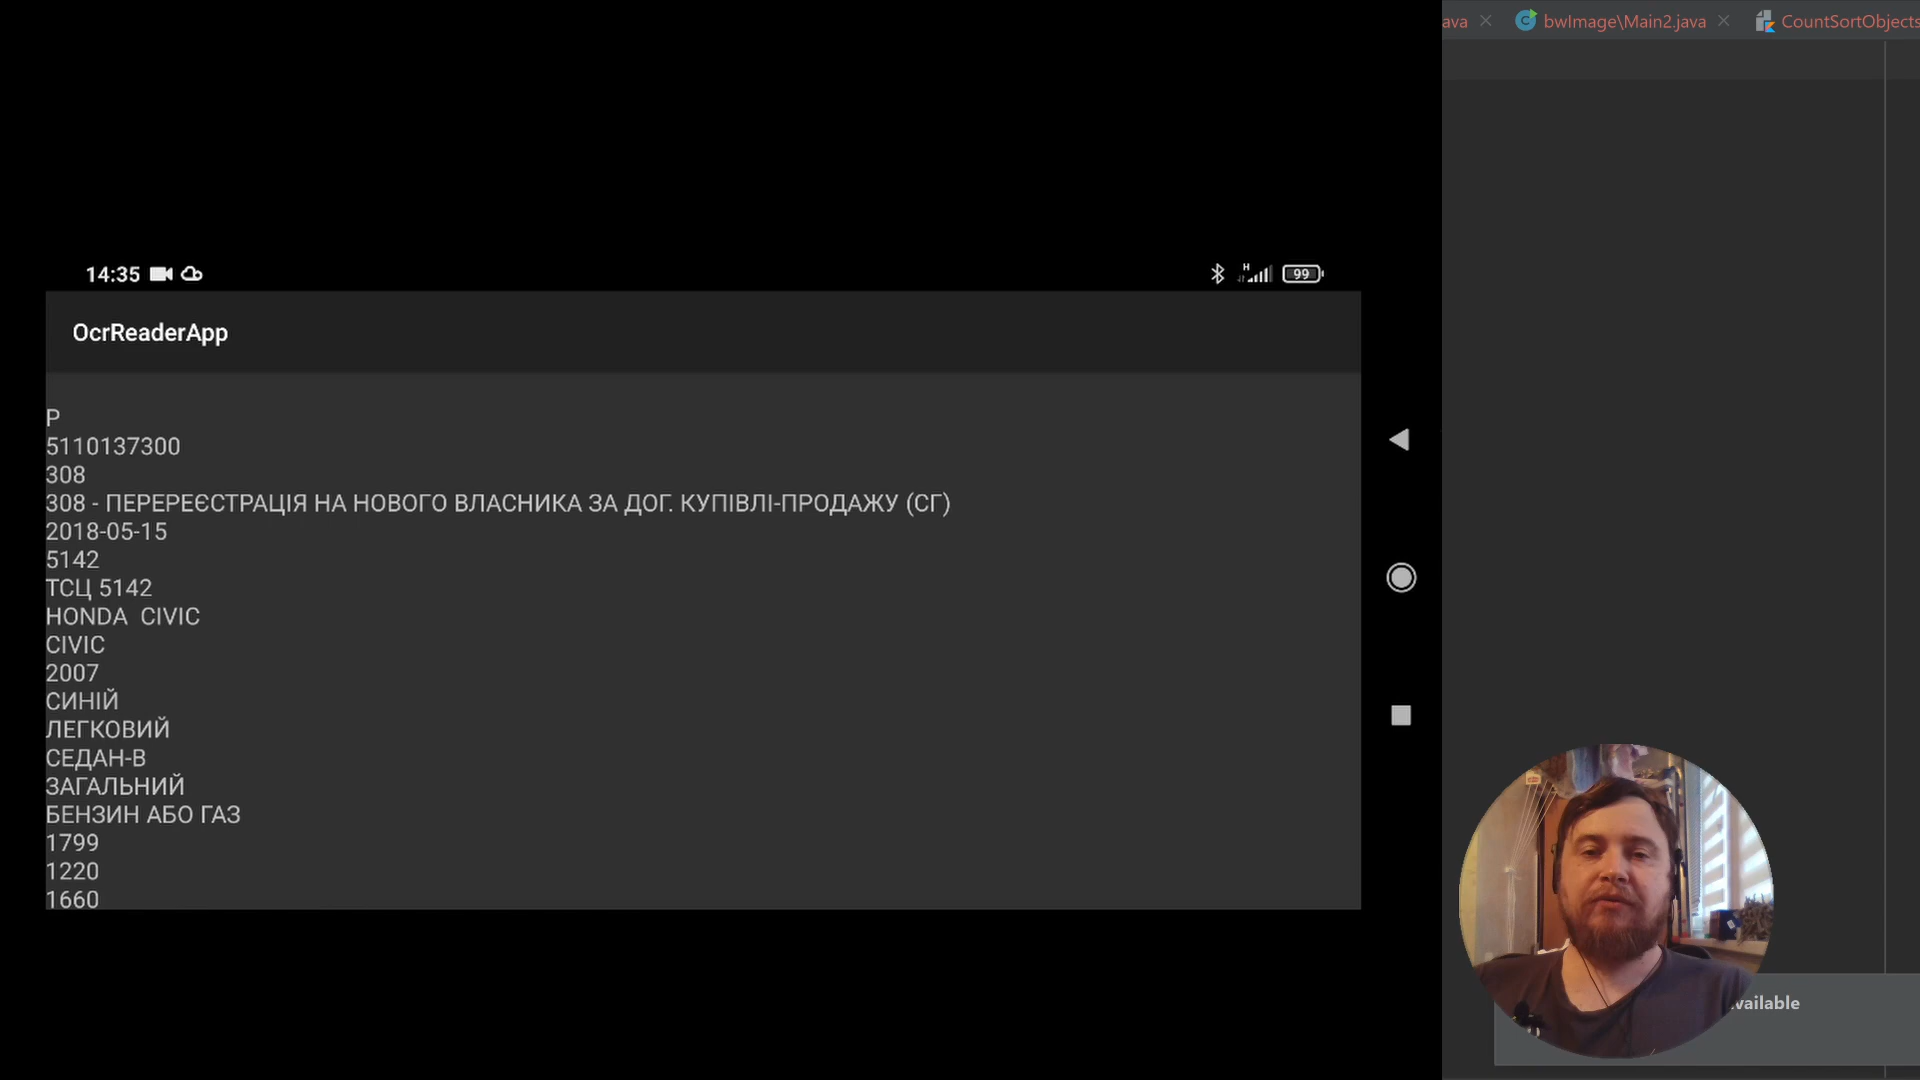 ava
bwImage\Main2.java
CountSortObjects
14:35
H
99
OcrReaderApp
P
5110137300
308
308 - ПЕРЕРЕЄСТРАЦІЯ НА НОВОГО ВЛАСНИКА ЗА ДОГ. КУПІВЛІ-ПРОДАЖУ (СГ)
2018-05-15
5142
ТСЦ 5142
HONDA  CIVIC
CIVIC
2007
СИНІЙ
ЛЕГКОВИЙ
СЕДАН-В
ЗАГАЛЬНИЙ
БЕНЗИН АБО ГАЗ
1799
1220
1660
vailable